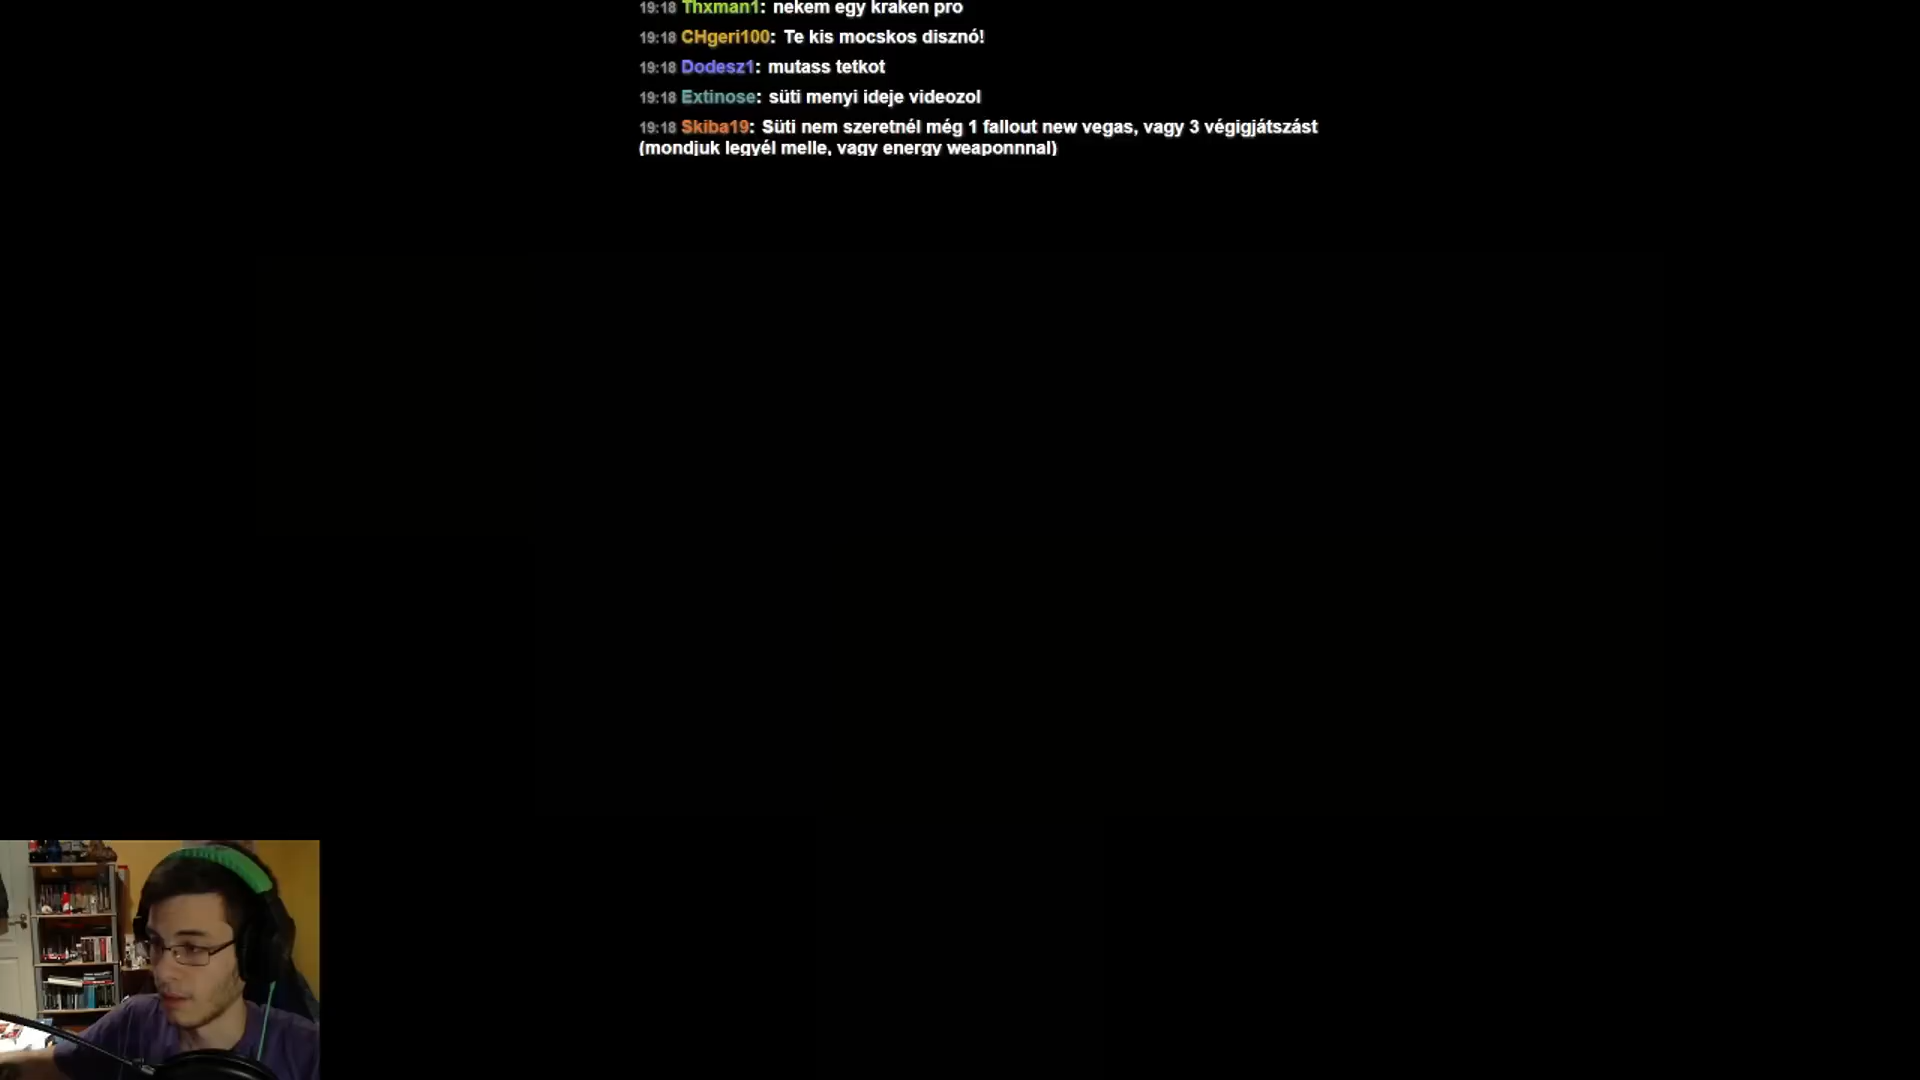 19:18 Thxman1: nekem egy kraken pro
19:18 CHgeri100: Te kis mocskos disznó!
19:18 Dodesz1: mutass tetkot
19:18 Extinose: süti menyi ideje videozol
19:18 Skiba19: Süti nem szeretnél még 1 fallout new vegas, vagy 3 végigjátszást
(mondjuk legyél melle, vagy energy weaponnnal)